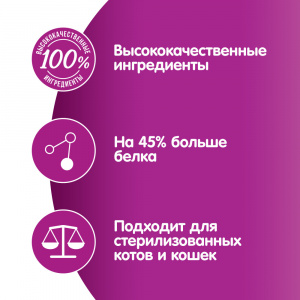 ВЫСОКОКАЧЕСТВЕННЫЕ
100%
ИНГРЕДИЕНТЫ
Высококачественные
ингредиенты
На 45% больше
белка
Подходит для
стерилизованных
котов и кошек